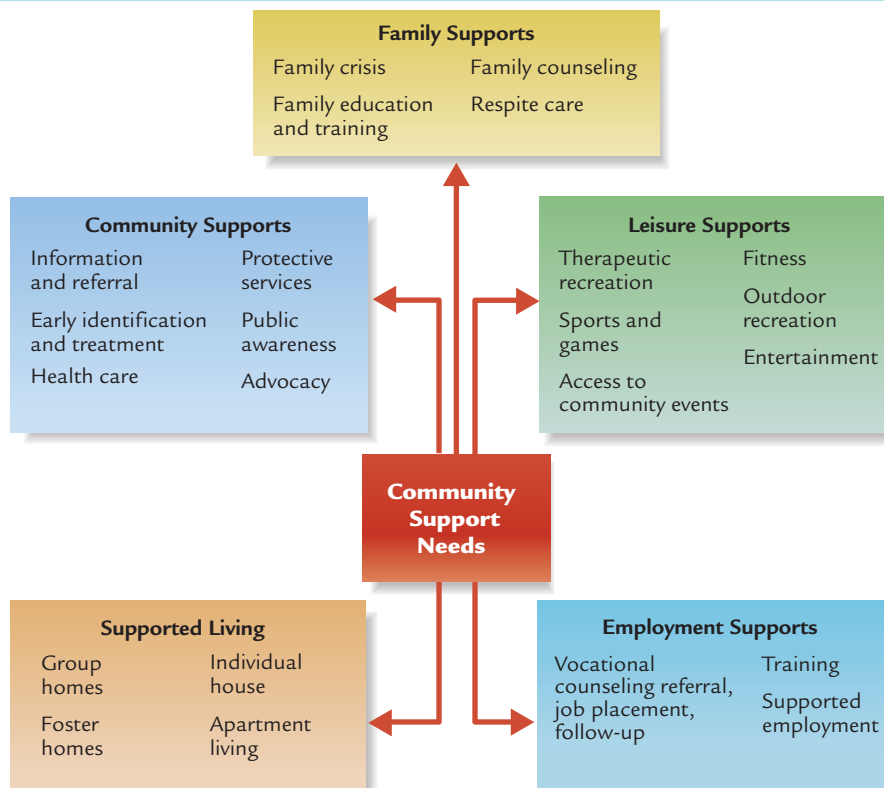 Family Supports
Family crisis
Family education
and training
Family counseling
Respite care
Community Supports
Information
and referral
Early identification
and treatment
Health care
Protective
services
Public
awareness
Advocacy
Leisure Supports
Therapeutic
recreation
Sports and
games
Access to
community events
Fitness
Outdoor
recreation
Entertainment
Community
Support
Needs
Supported Living
Group
homes
Foster
homes
Individual
house
Apartment
living
Employment Supports
Vocational
counseling referral,
job placement,
follow-up
Training
Supported
employment